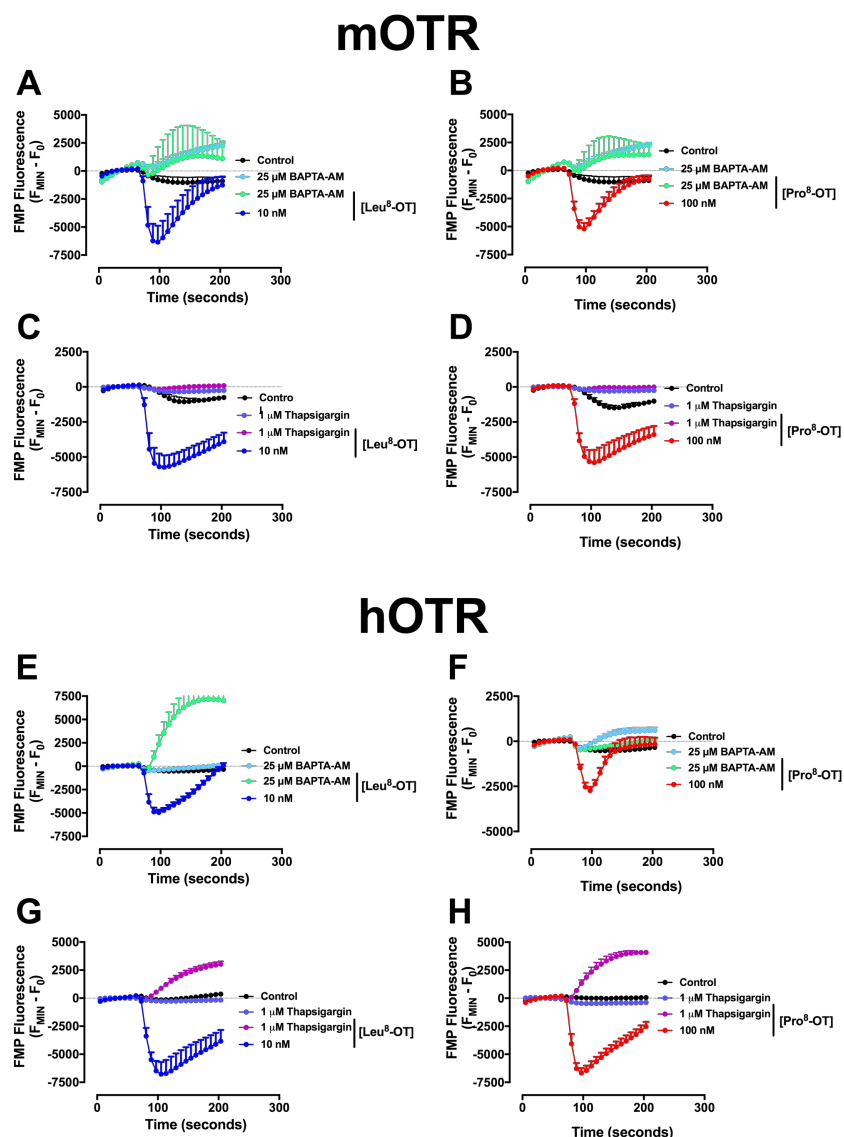 mOTR
A
FMP Fluorescence
(FMIN - F0)
5000
2500
0
-2500
-5000
-7500
0
100
200
300
Time (seconds)
Control
25 µM BAPTA-AM
25 µM BAPTA-AM
10 nM
[Leu8-OT]
B
FMP Fluorescence
(FMIN - F0)
5000
2500
0
-2500
-5000
-7500
0
100
200
300
Time (seconds)
Control
25 µM BAPTA-AM
25 µM BAPTA-AM
100 nM
[Pro8-OT]
C
FMP Fluorescence
(FMIN - F0)
2500
0
-2500
-5000
-7500
0
100
200
300
Time (seconds)
Contro
l
1 µM Thapsigargin
1 µM Thapsigargin
10 nM
[Leu8-OT]
D
FMP Fluorescence
(FMIN - F0)
2500
0
-2500
-5000
-7500
0
100
200
300
Time (seconds)
Control
1 µM Thapsigargin
1 µM Thapsigargin
100 nM
[Pro8-OT]
hOTR
E
FMP Fluorescence
(FMIN - F0)
7500
5000
2500
0
-2500
-5000
-7500
0
100
200
300
Time (seconds)
Control
25 µM BAPTA-AM
25 µM BAPTA-AM
10 nM
[Leu8-OT]
F
FMP Fluorescence
(FMIN - F0)
2500
0
-2500
-5000
0
100
200
300
Time (seconds)
Control
25 µM BAPTA-AM
25 µM BAPTA-AM
100 nM
[Pro8-OT]
G
FMP Fluorescence
(FMIN - F0)
5000
2500
0
-2500
-5000
-7500
0
100
200
300
Time (seconds)
Control
1 µM Thapsigargin
1 µM Thapsigargin
10 nM
[Leu8-OT]
H
FMP Fluorescence
(FMIN - F0)
5000
2500
0
-2500
-5000
-7500
0
100
200
300
Time (seconds)
Control
1 µM Thapsigargin
1 µM Thapsigargin
100 nM
[Pro8-OT]